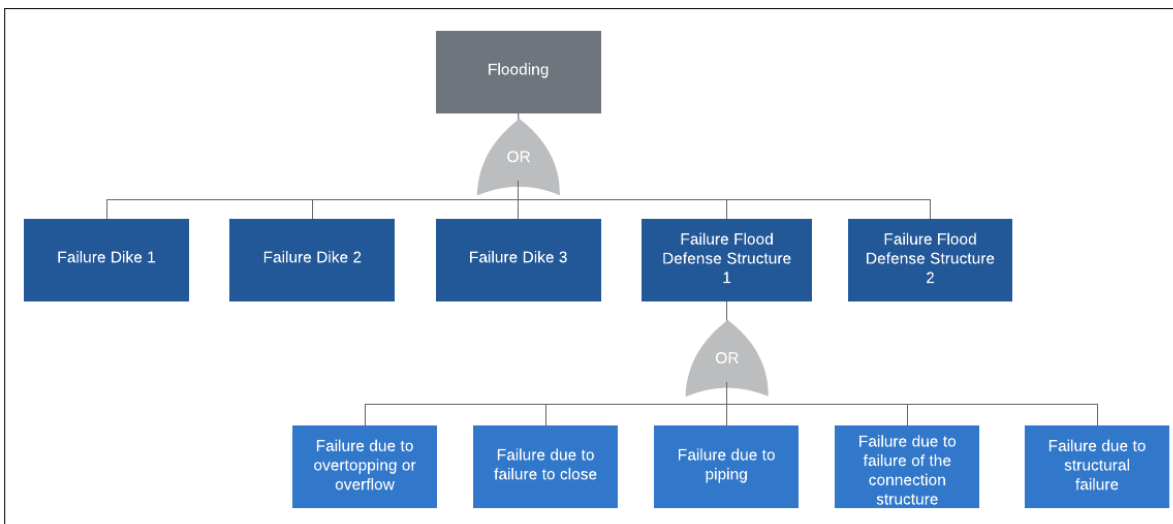 Flooding
OR
Failure Dike 1
Failure Dike 2
Failure Dike 3
Failure Flood
Defense Structure
1
Failure Flood
Defense Structure
2
OR
Failure due to
overtopping or
overflow
Failure due to
failure to close
Failure due to
piping
Failure due to
failure of the
connection
structure
Failure due to
structural
failure